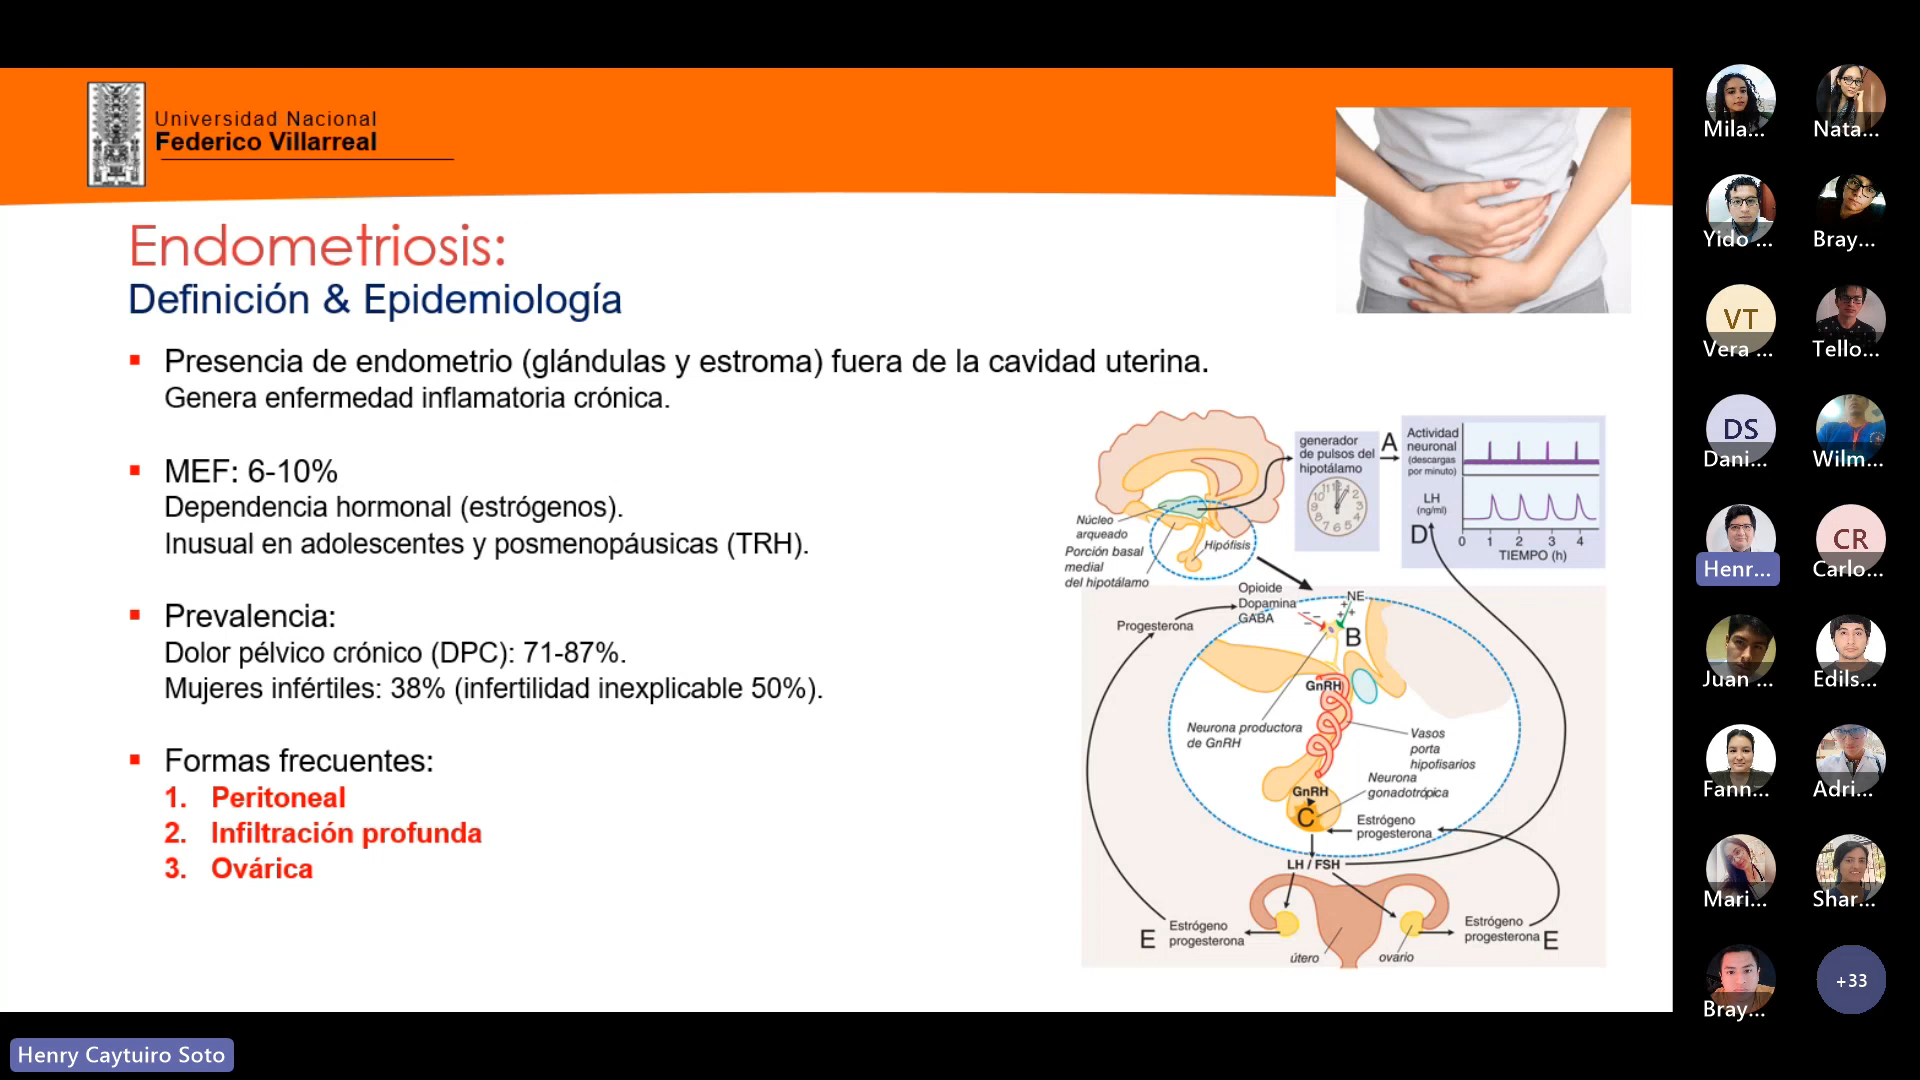 Universidad Nacional
Federico Villarreal
Endometriosis:
Definición & Epidemiología
Presencia de endometrio (glándulas y estroma) fuera de la cavidad uterina.
Genera enfermedad inflamatoria crónica.
MEF: 6-10%
Dependencia hormonal (estrógenos).
Inusual en adolescentes y posmenopáusicas (TRH).
Prevalencia:
Dolor pélvico crónico (DPC): 71-87%.
Mujeres infértiles: 38% (infertilidad inexplicable 50%).
Formas frecuentes:
1. Peritoneal
2. Infiltración profunda
3. Ovárica
generador
de pulsos del
hipotálamo
A
Actividad
neuronal
(descargas
por minuto)
LH
(ng/ml)
D
0 1 2 3 4
TIEMPO (h)
Núcleo
arqueado
Porción basal
medial
del hipotálamo
Hipófisis
Opioide
Dopamina
GABA
NE
B
Progesterona
GnRH
Neurona productora
de GnRH
Vasos
porta
hipofisarios
Neurona
gonadotrópica
GnRH
C
Estrógeno
progesterona
LH / FSH
E
Estrógeno
progesterona
útero
ovario
Estrógeno
progesterona
E
Mila...
Nata...
Yido ...
Bray...
VT
Vera ...
Tello...
DS
Dani...
Wilm...
Henr...
CR
Carlo...
Juan ...
Edils...
Fann...
Adri...
Mari...
Shar...
Bray...
+33
Henry Caytuiro Soto